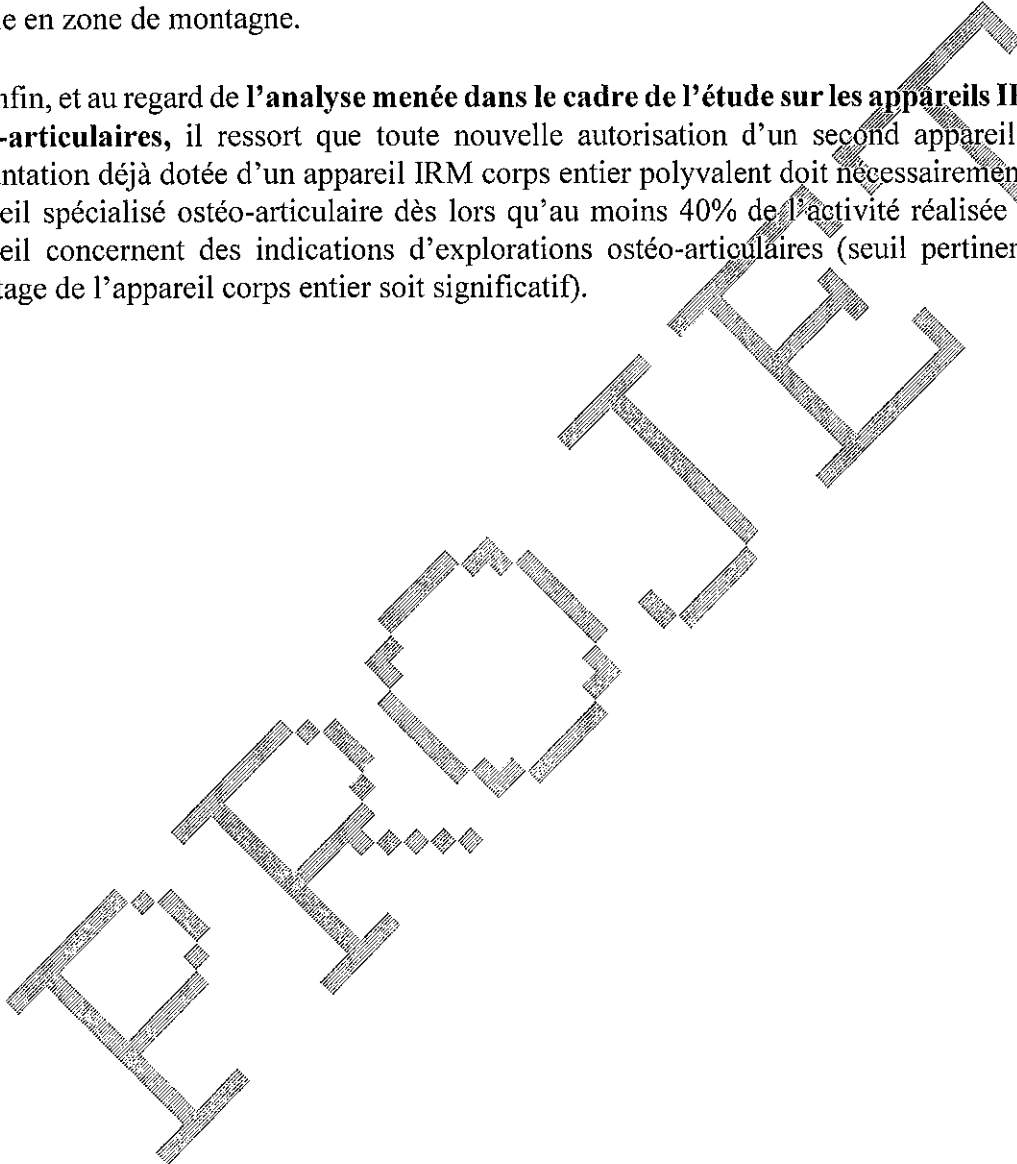 e en zone de montagne.
nfin, et au regard de l'analyse menée dans le cadre de l'étude sur les appareils I
-articulaires, il ressort que toute nouvelle autorisation d'un second appareil
ntation déjà dotée d'un appareil IRM corps entier polyvalent doit nécessairemen
eil spécialisé ostéo-articulaire dès lors qu'au moins 40% de l'activité réalisée
eil concernent des indications d'explorations ostéo-articulaires (seuil pertinen
tage de l'appareil corps entier soit significatif).
PROJET